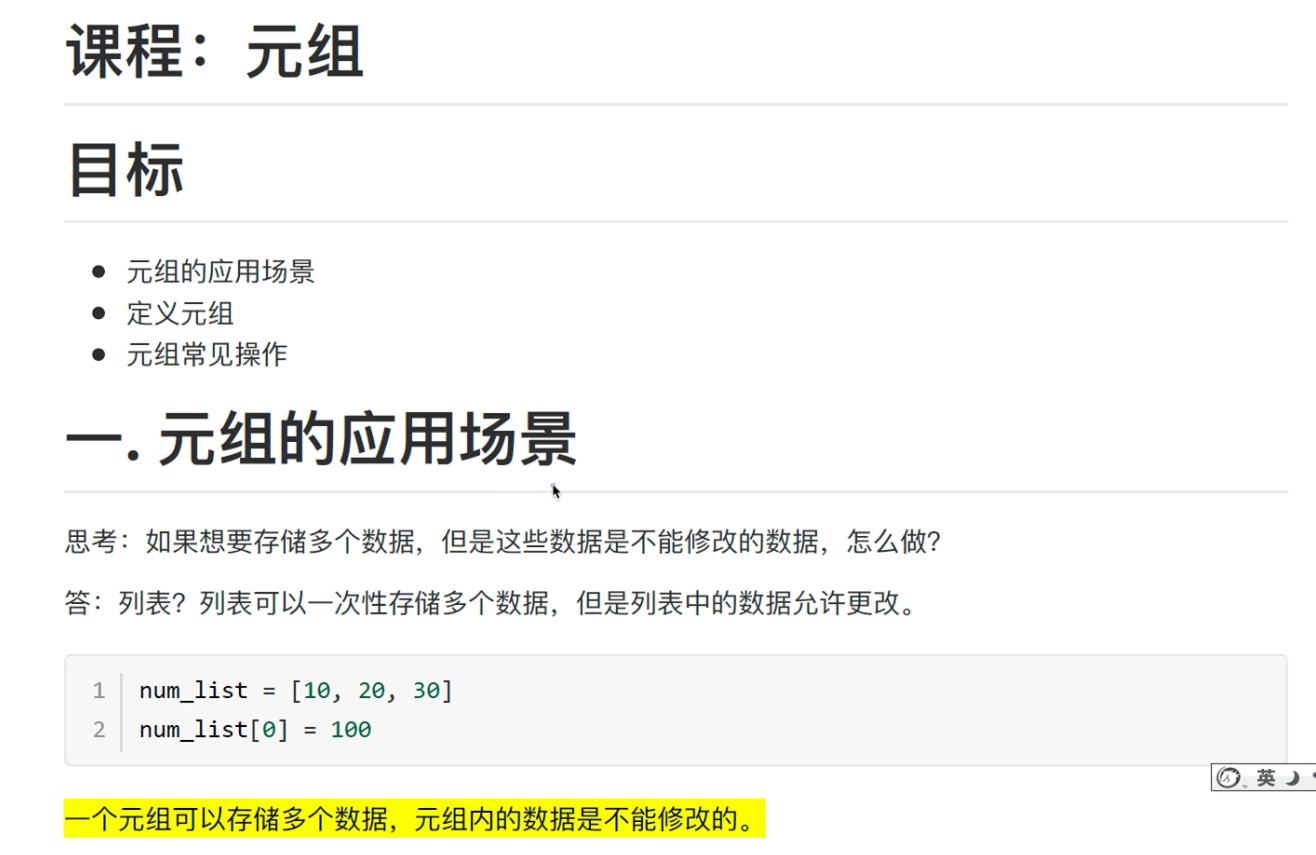 课程：元组
目标
元组的应用场景
定义元组
元组常见操作
一. 元组的应用场景
思考：如果想要存储多个数据，但是这些数据是不能修改的数据，怎么做？
答：列表？列表可以一次性存储多个数据，但是列表中的数据允许更改。
1 num_list = [10, 20, 30]
2 num_list[0] = 100
英
一个元组可以存储多个数据，元组内的数据是不能修改的。